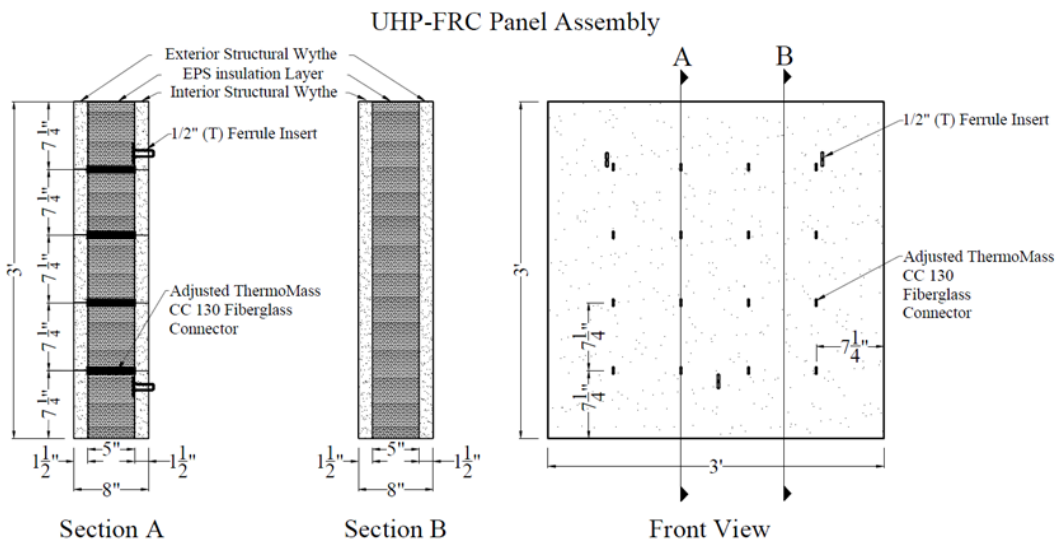 UHP-FRC Panel Assembly
Exterior Structural Wythe
EPS insulation Layer
Interior Structural Wythe
1/2" (T) Ferrule Insert
7 1/4"
7 1/4"
7 1/4"
7 1/4"
7 1/4"
3'
Adjusted ThermoMass
CC 130 Fiberglass
Connector
1 1/2"
5"
1 1/2"
8"
Section A
1 1/2"
5"
1 1/2"
8"
Section B
A
B
1/2" (T) Ferrule Insert
3'
Adjusted ThermoMass
CC 130
Fiberglass
Connector
7 1/4"
7 1/4"
7 1/4"
3'
Front View